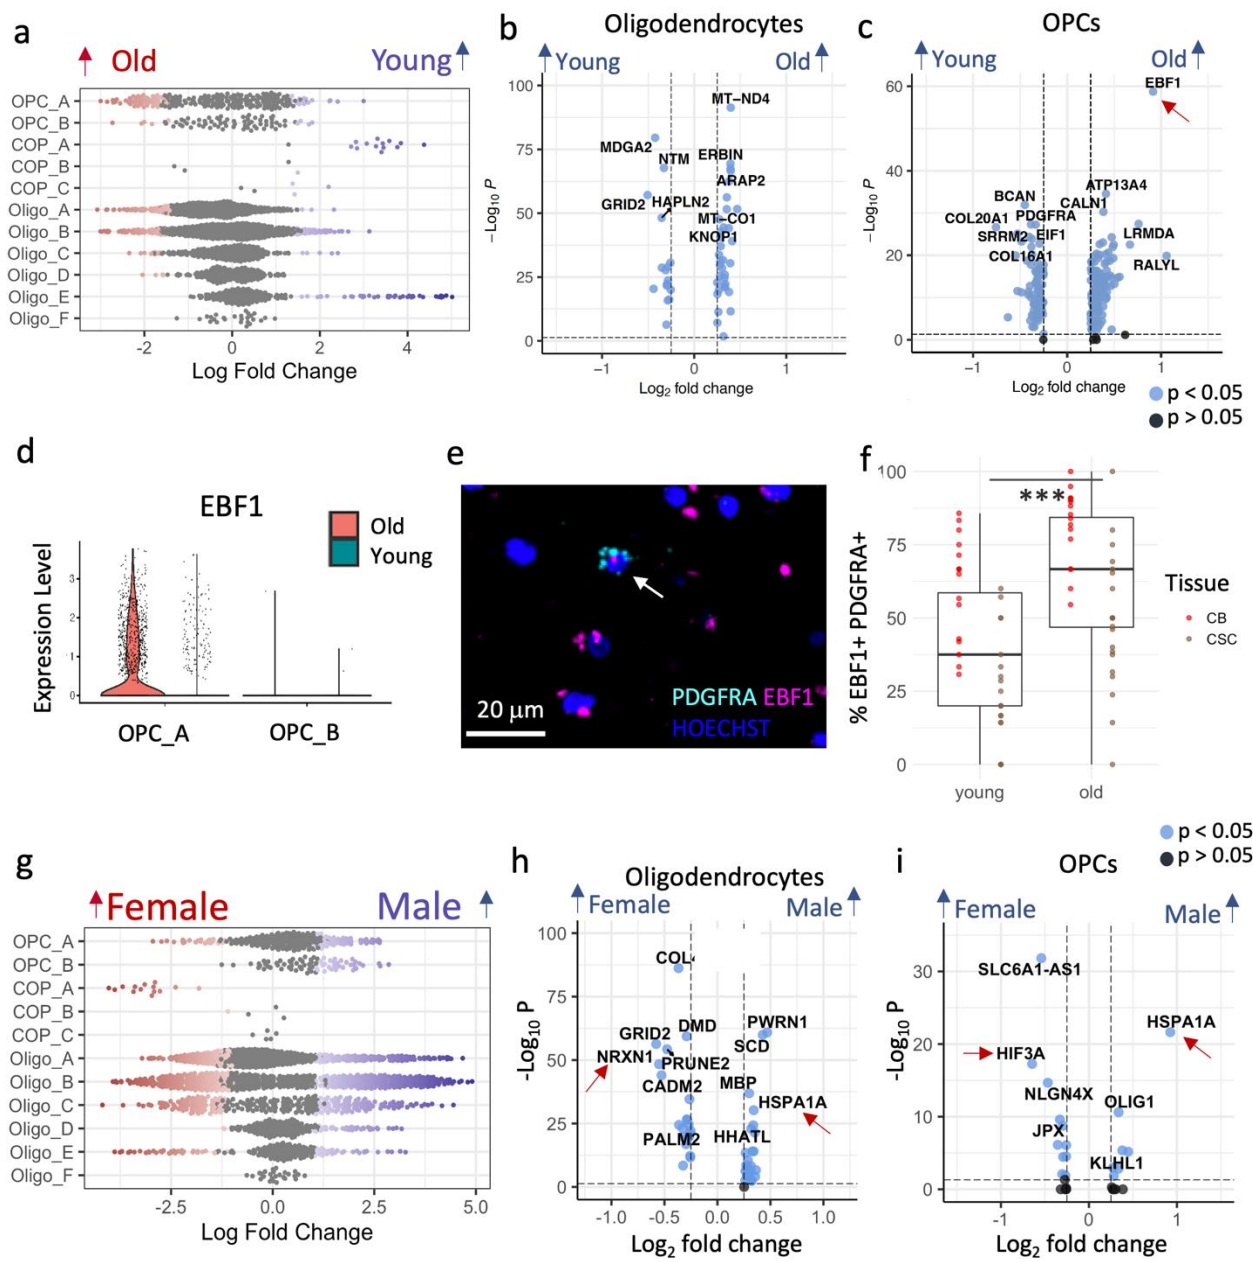 a
Old
Young
OPC_A
OPC_B
COP_A
COP_B
COP_C
Oligo_A
Oligo_B
Oligo_C
Oligo_D
Oligo_E
Oligo_F
-2 0 2 4
Log Fold Change
b
Oligodendrocytes
Young
Old
100
75
50
25
0
−Log10 P
MT−ND4
MDGA2
NTM
ERBIN
ARAP2
GRID2
HAPLN2
MT−CO1
KNOP1
−1 0 1
Log2 fold change
c
OPCs
Young
Old
60
40
20
0
−Log10 P
EBF1
ATP13A4
BCAN
CALN1
COL20A1
PDGFRA
SRRM2
EIF1
LRMDA
COL16A1
RALYL
−1 0 1
Log2 fold change
p < 0.05
p > 0.05
d
EBF1
Old
Young
Expression Level
3
2
1
0
OPC_A
OPC_B
e
PDGFRA EBF1
HOECHST
20 µm
f
% EBF1+ PDGFRA+
100
75
50
25
0
***
young
old
Tissue
CB
CSC
p < 0.05
p > 0.05
g
Female
Male
OPC_A
OPC_B
COP_A
COP_B
COP_C
Oligo_A
Oligo_B
Oligo_C
Oligo_D
Oligo_E
Oligo_F
-2.5 0.0 2.5 5.0
Log Fold Change
h
Oligodendrocytes
Female
Male
100
75
50
25
0
-Log10 P
GRID2
DMD
PWRN1
SCD
NRXN1
PRUNE2
CADM2
MBP
HSPA1A
PALM2
HHATL
-1.0 0.0 0.5 1.0
Log2 fold change
i
OPCs
Female
Male
30
20
10
0
-Log10 P
SLC6A1-AS1
HSPA1A
HIF3A
NLGN4X
OLIG1
JPX
KLHL1
-1 0 1
Log2 fold change